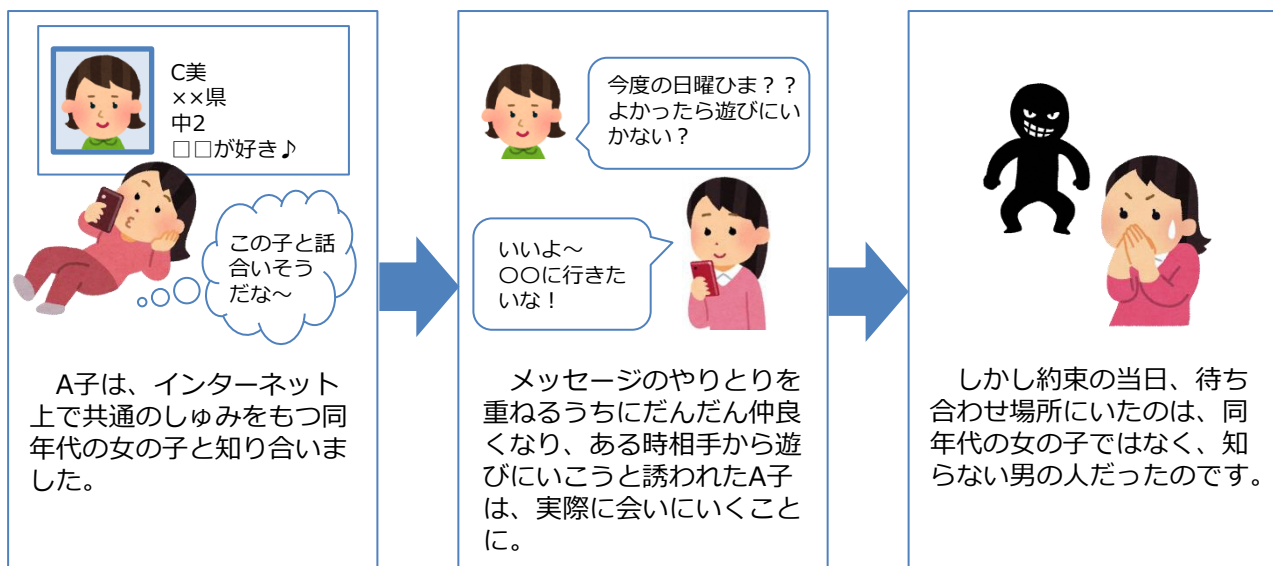 C美
××県
中2
□□が好き♪
この子と話
合いそう
だな～
A子は、インターネット
上で共通のしゅみをもつ同
年代の女の子と知り合いま
した。
今度の日曜ひま？？
よかったら遊びにい
かない？
いいよ～
〇〇に行きた
いな！
メッセージのやりとりを
重ねるうちにだんだん仲良
くなり、ある時相手から遊
びにいこうと誘われたA子
は、実際に会いにいくこと
に。
しかし約束の当日、待ち
合わせ場所にいたのは、同
年代の女の子ではなく、知
らない男の人だったのです。